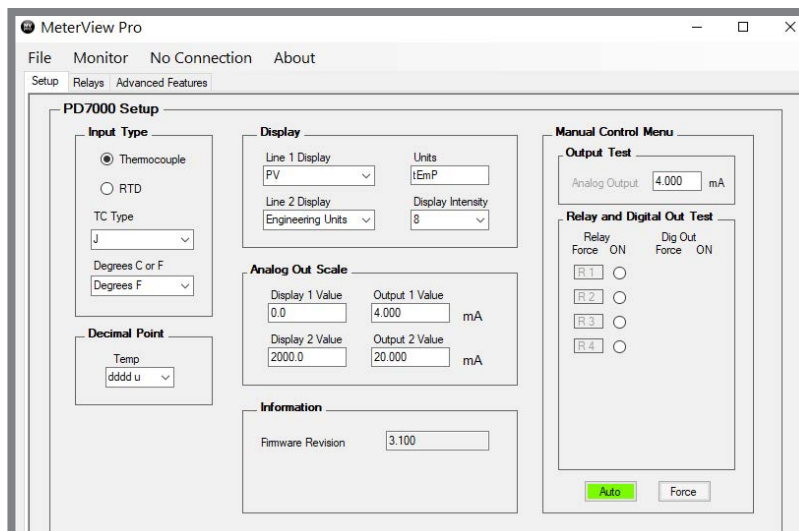 MeterView Pro
File Monitor No Connection About
Setup Relays Advanced Features
PD7000 Setup
Input Type
Thermocouple
RTD
TC Type
J
Degrees C or F
Degrees F
Decimal Point
Temp
dddd u
Display
Line 1 Display Units
PV tEmP
Line 2 Display Display Intensity
Engineering Units 8
Analog Out Scale
Display 1 Value Output 1 Value
0.0 4.000 mA
Display 2 Value Output 2 Value
2000.0 20.000 mA
Information
Firmware Revision 3.100
Manual Control Menu
Output Test
Analog Output 4.000 mA
Relay and Digital Out Test
Relay Dig Out
Force ON Force ON
R 1
R 2
R 3
R 4
Auto Force